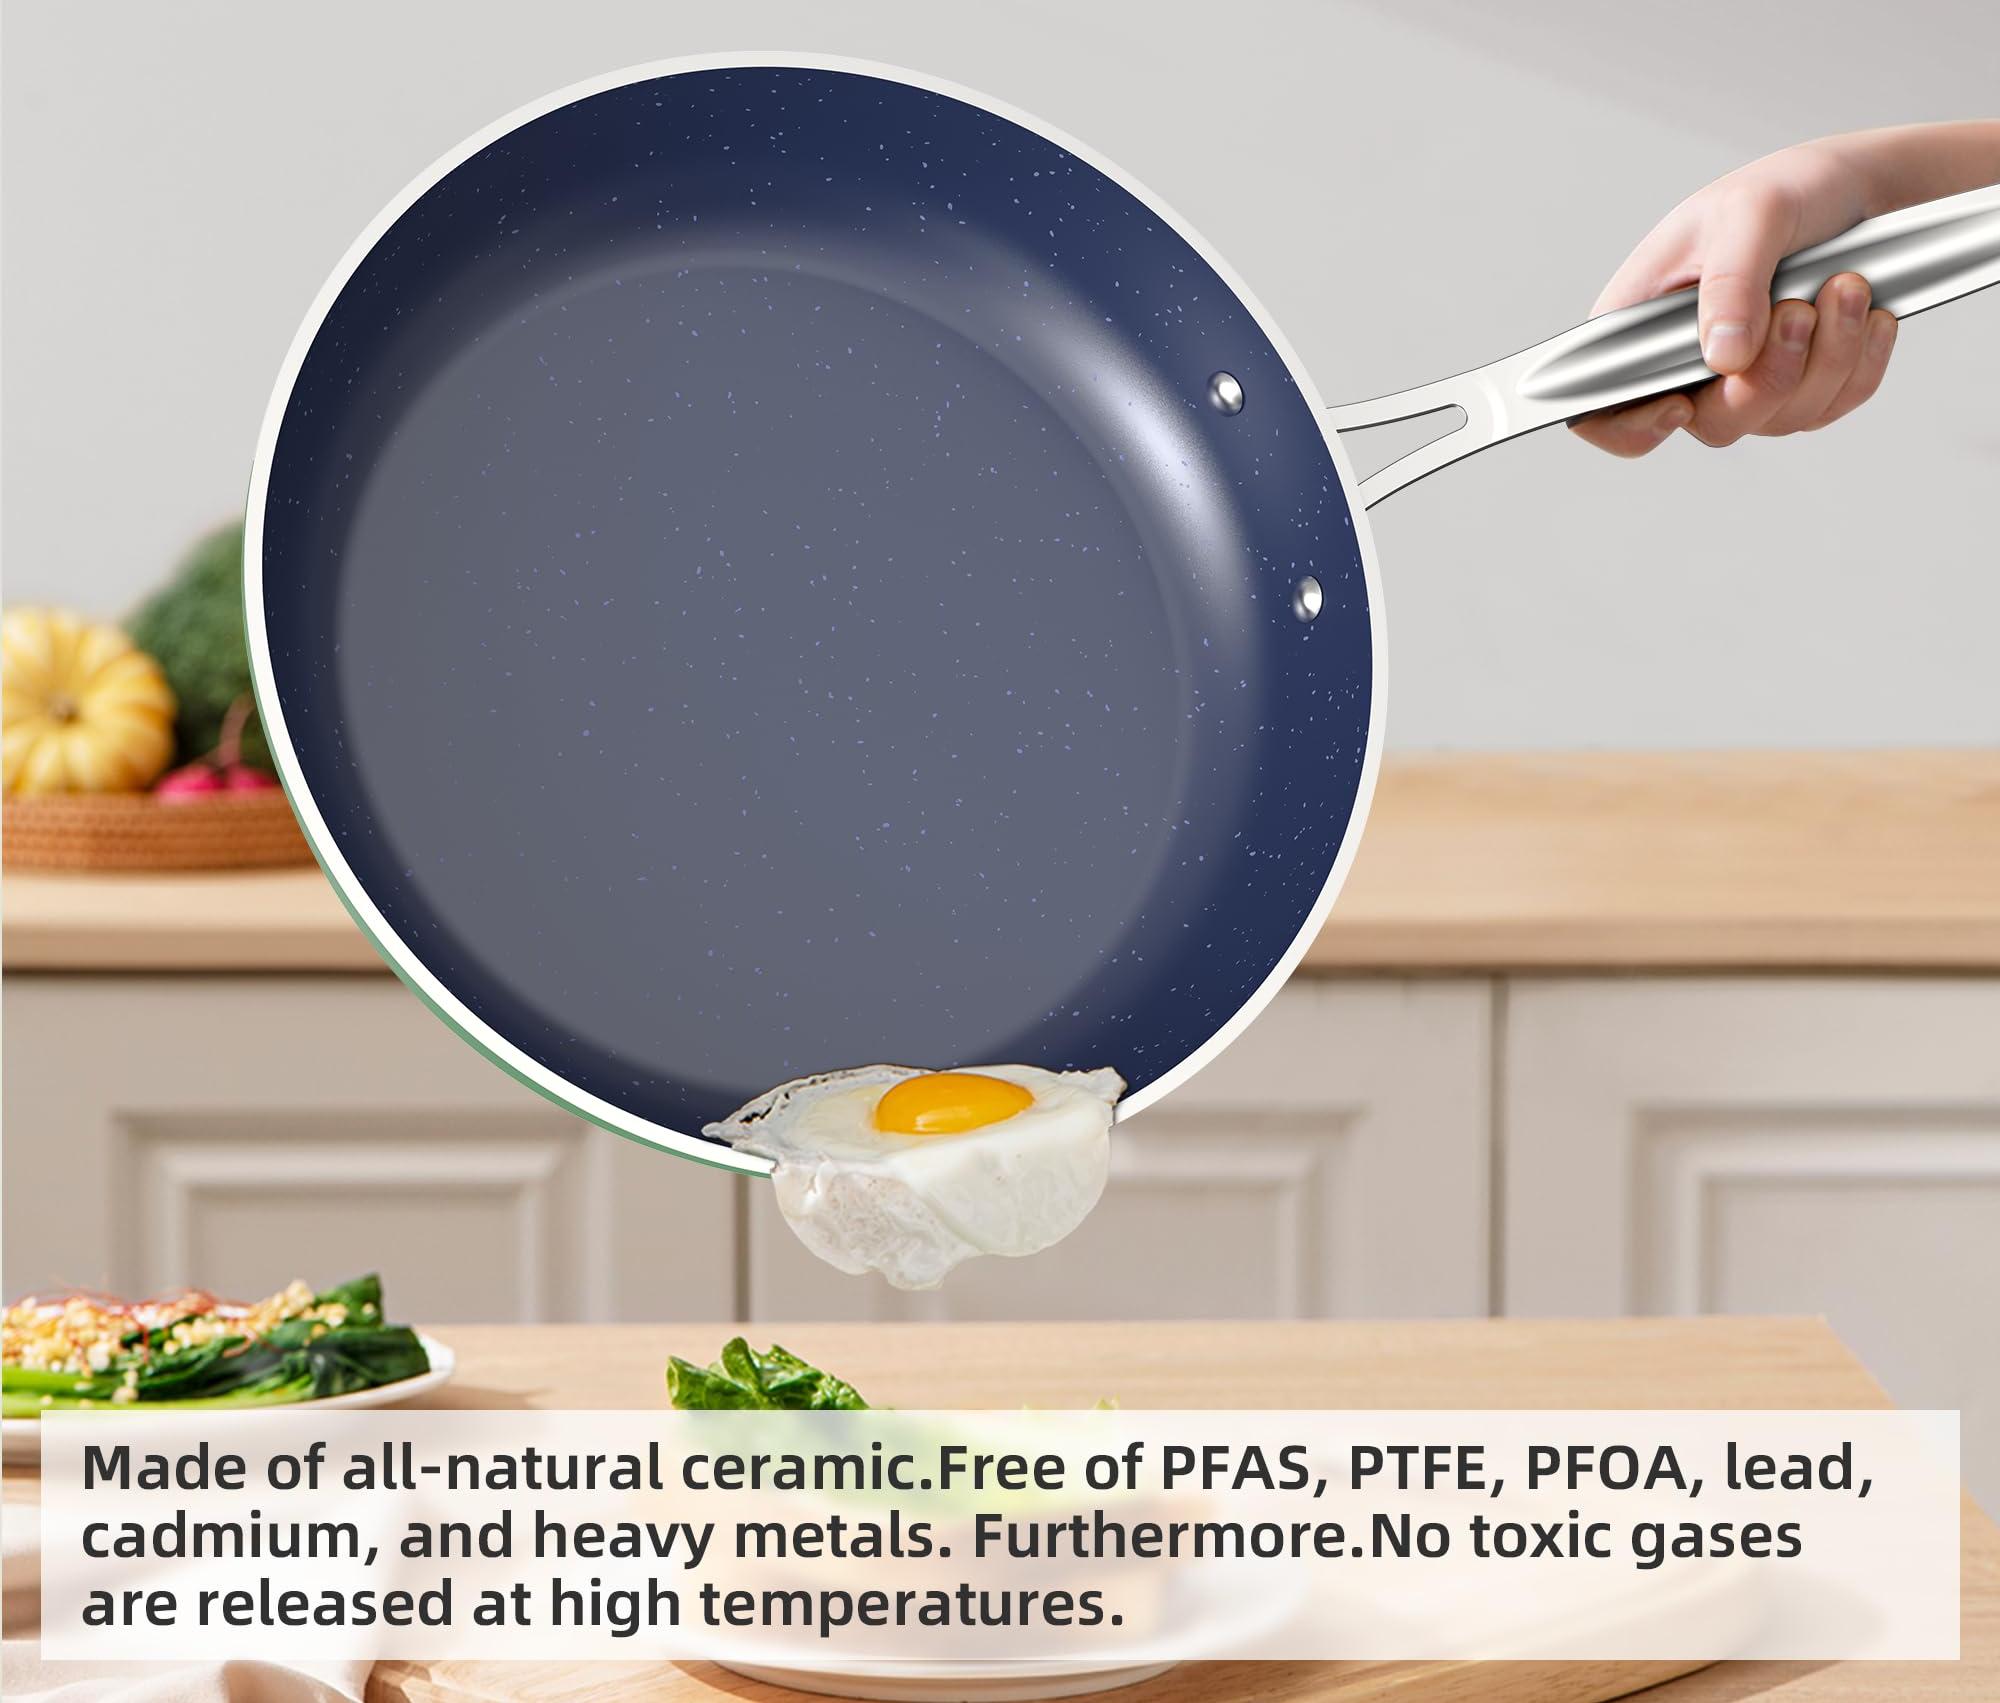 Made of all-natural ceramic.Free of PFAS, PTFE, PFOA, lead,
cadmium, and heavy metals. Furthermore.No toxic gases
are released at high temperatures.